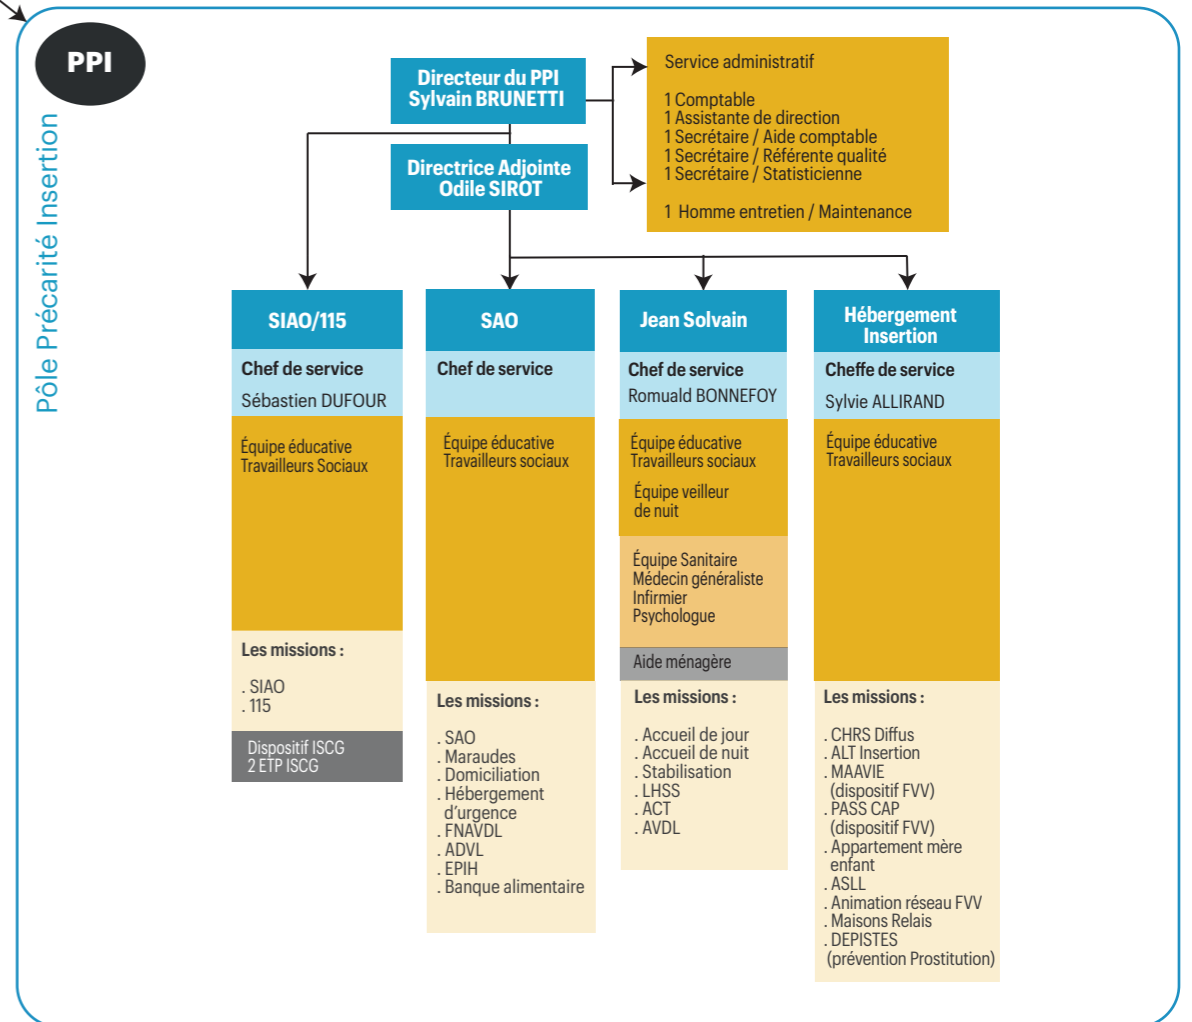 PPI
Pôle Précarité Insertion
Directeur du PPI
Sylvain BRUNETTI
Directrice Adjointe
Odile SIROT
Service administratif
1 Comptable
1 Assistante de direction
1 Secrétaire / Aide comptable
1 Secrétaire / Référente qualité
1 Secrétaire / Statisticienne
1 Homme entretien / Maintenance
SIAO/115
Chef de service
Sébastien DUFOUR
Équipe éducative
Travailleurs Sociaux
Les missions :
. SIAO
. 115
Dispositif ISCG
2 ETP ISCG
SAO
Chef de service
Équipe éducative
Travailleurs sociaux
Les missions :
. SAO
. Maraudes
. Domiciliation
. Hébergement
d'urgence
. FNAVDL
. ADVL
. EPIH
. Banque alimentaire
Jean Solvain
Chef de service
Romuald BONNEFOY
Équipe éducative
Travailleurs sociaux
Équipe veilleur
de nuit
Équipe Sanitaire
Médecin généraliste
Infirmier
Psychologue
Aide ménagère
Les missions :
. Accueil de jour
. Accueil de nuit
. Stabilisation
. LHSS
. ACT
. AVDL
Hébergement
Insertion
Cheffe de service
Sylvie ALLIRAND
Équipe éducative
Travailleurs sociaux
Les missions :
. CHRS Diffus
. ALT Insertion
. MAAVIE
(dispositif FVV)
. PASS CAP
(dispositif FVV)
. Appartement mère
enfant
. ASLL
. Animation réseau FVV
. Maisons Relais
. DEPISTES
(prévention Prostitution)